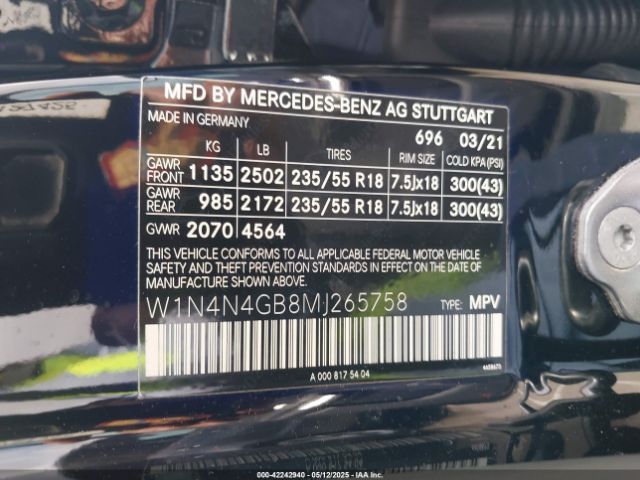 MFD BY MERCEDES-BENZ AG STUTTGART
MADE IN GERMANY
696 03/21
KG LB TIRES RIM SIZE COLD KPA (PSI)
GAWR FRONT 1135 2502 235/55 R18 7.5Jx18 300(43)
GAWR REAR 985 2172 235/55 R18 7.5Jx18 300(43)
GVWR 2070 4564
THIS VEHICLE CONFORMS TO ALL APPLICABLE FEDERAL MOTOR VEHICLE
SAFETY AND THEFT PREVENTION STANDARDS IN EFFECT ON THE DATE OF
MANUFACTURE SHOWN ABOVE.
W1N4N4GB8MJ265758 TYPE: MPV
A 000 817 54 04
000-42242940 - 05/12/2025 - COPYRIGHT IAA, LLC.